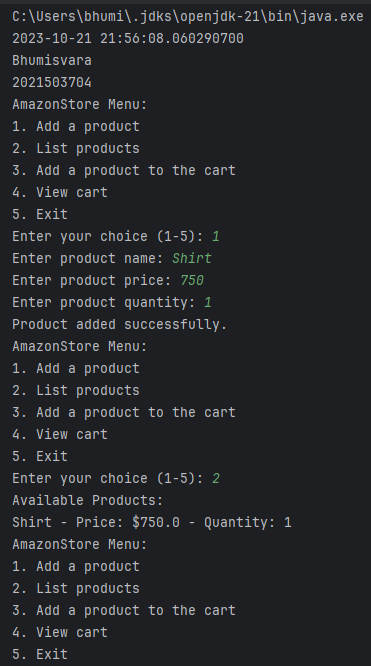 C:\Users\bhumi\.jdks\openjdk-21\bin\java.exe
2023-10-21 21:56:08.060290700
Bhumisvara
2021503704
AmazonStore Menu:
1. Add a product
2. List products
3. Add a product to the cart
4. View cart
5. Exit
Enter your choice (1-5): 1
Enter product name: Shirt
Enter product price: 750
Enter product quantity: 1
Product added successfully.
AmazonStore Menu:
1. Add a product
2. List products
3. Add a product to the cart
4. View cart
5. Exit
Enter your choice (1-5): 2
Available Products:
Shirt - Price: $750.0 - Quantity: 1
AmazonStore Menu:
1. Add a product
2. List products
3. Add a product to the cart
4. View cart
5. Exit